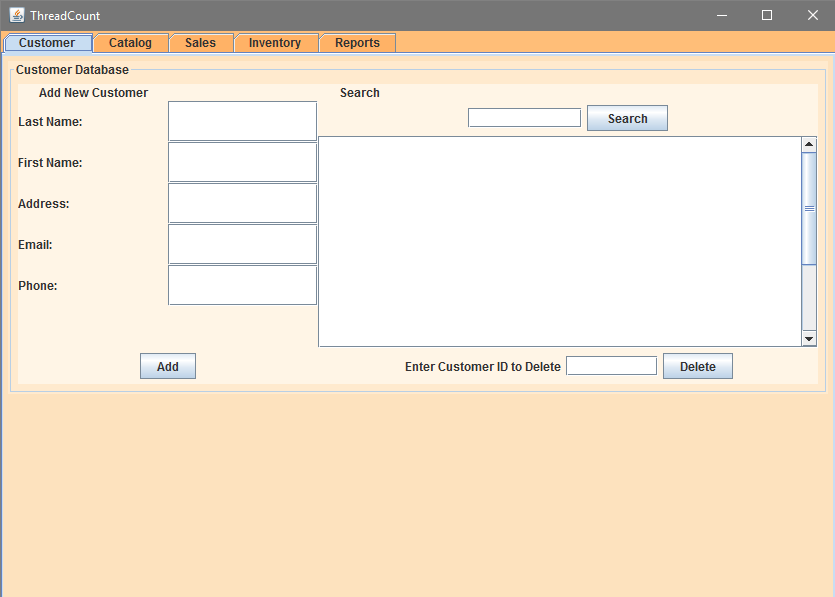 ThreadCount
Customer Catalog Sales Inventory Reports
Customer Database
Add New Customer Search
Last Name: Search
First Name:
Address:
Email:
Phone:
Add Enter Customer ID to Delete Delete